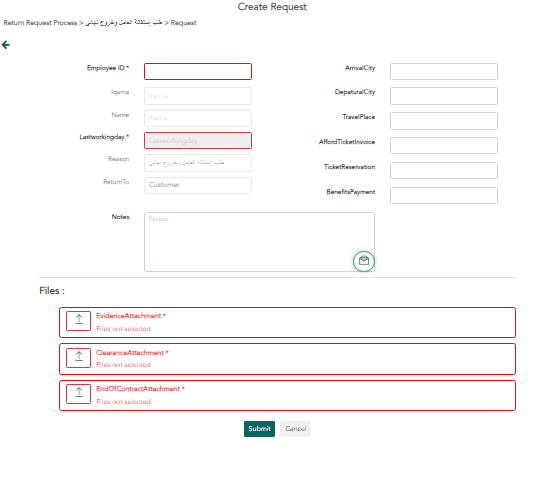 Create Request
Return Request Process > طلب إستقالة العامل وخروج نهائي > Request
Employee ID *
Iqama
Iqama
Name
Name
Lastworkingday *
Lastworkingday
Reason
طلب إستقالة العامل وخروج نهائي
ReturnTo
Customer
ArrivalCity
DepaturalCity
TravelPlace
AffordTicketInvoice
TicketReservation
BenefitsPayment
Notes
Notes
Files :
EvidenceAttachment *
Files not selected
ClearanceAttachment *
Files not selected
EndOfContractAttachment *
Files not selected
Submit Cancel